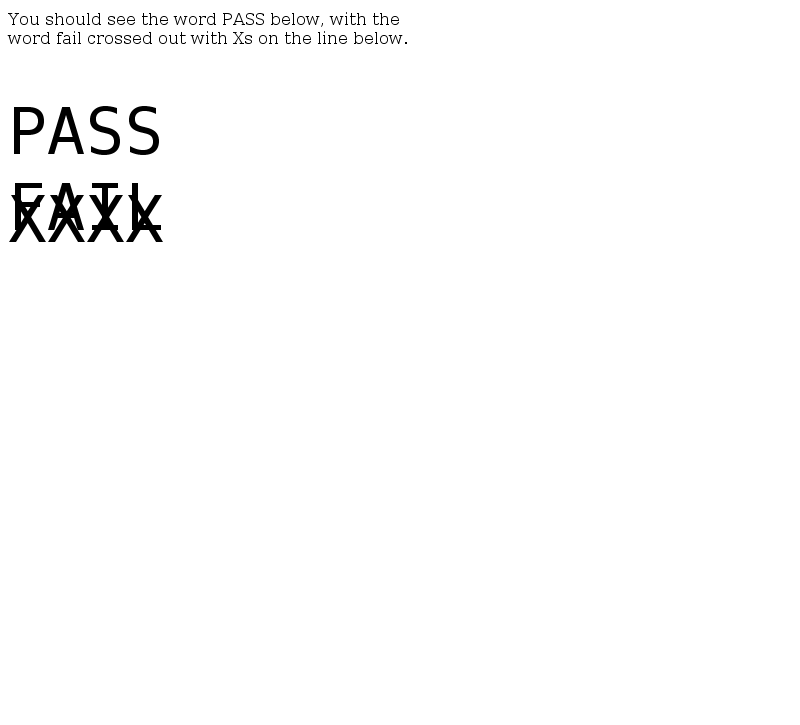 You should see the word PASS below, with the
word fail crossed out with Xs on the line below.
PASS
FAIL
XXXX